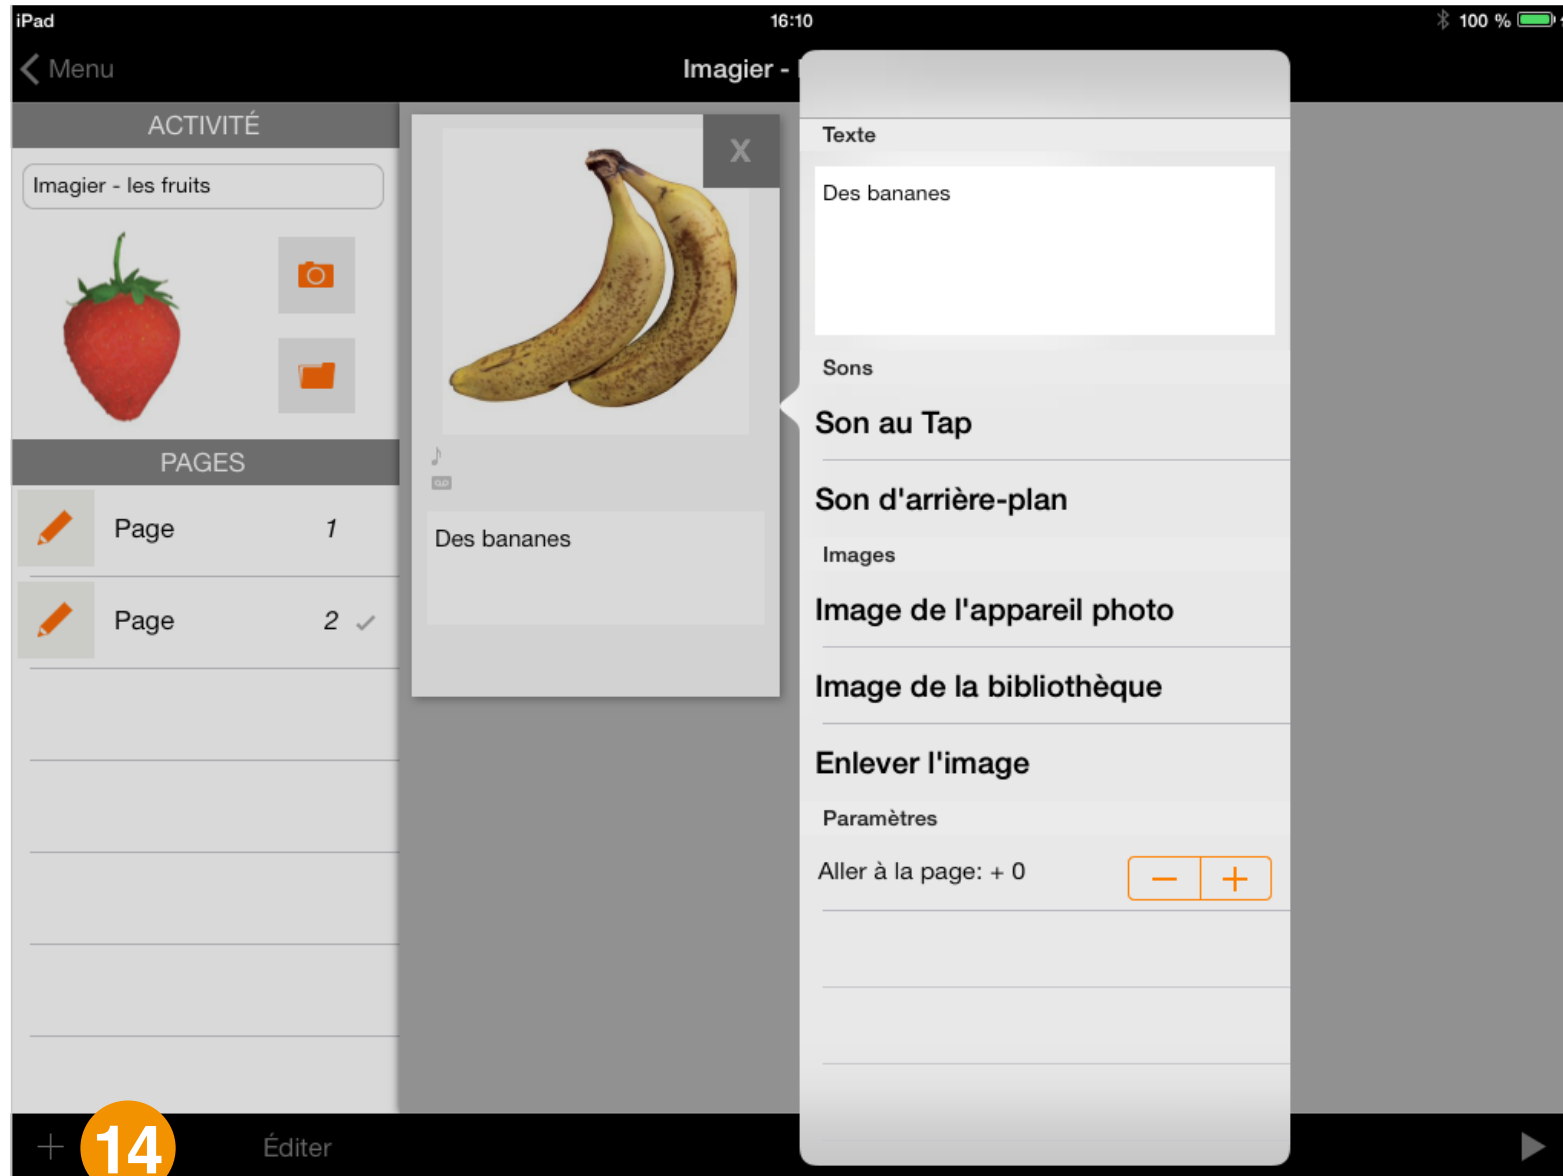 iPad
16:10
100 %
Menu
Imagier -
ACTIVITÉ
Imagier - les fruits
PAGES
Page 1
Page 2
X
Des bananes
Texte
Des bananes
Sons
Son au Tap
Son d'arrière-plan
Images
Image de l'appareil photo
Image de la bibliothèque
Enlever l'image
Paramètres
Aller à la page: + 0
− +
+
14
Éditer